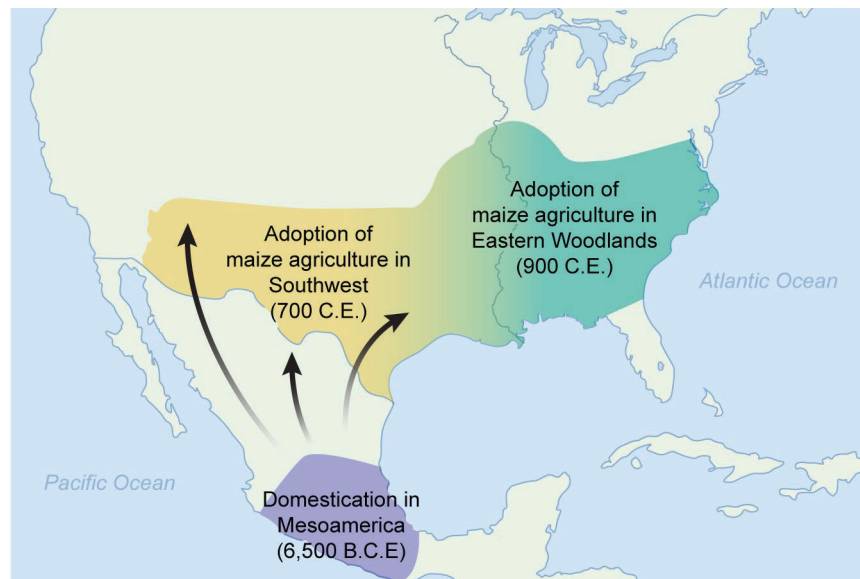 Adoption of
maize agriculture in
Eastern Woodlands
(900 C.E.)
Adoption of
maize agriculture in
Southwest
(700 C.E.)
Atlantic Ocean
Pacific Ocean
Domestication in
Mesoamerica
(6,500 B.C.E)